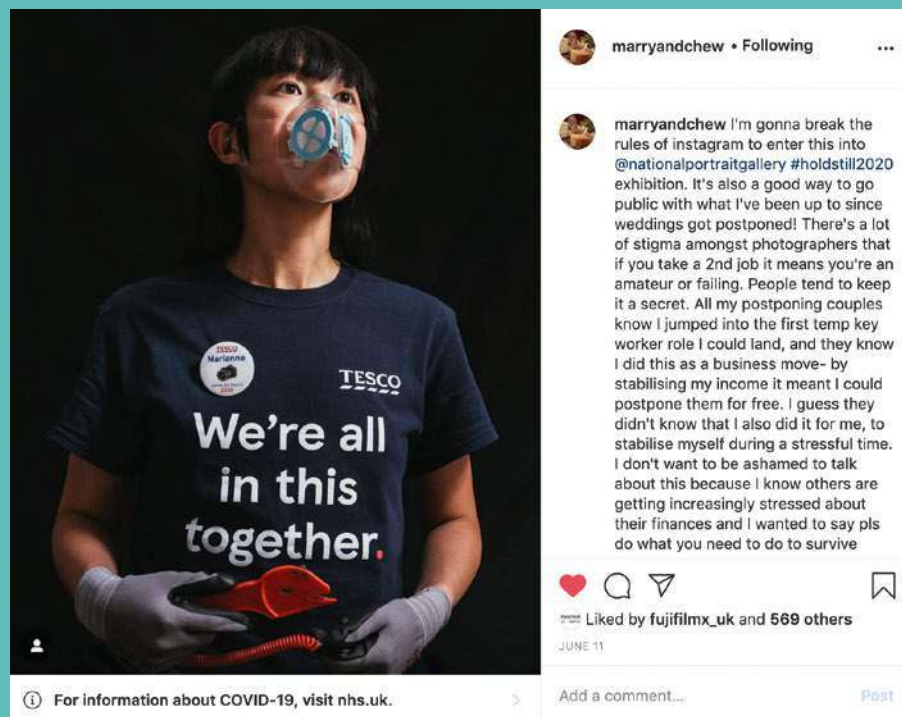 marryandchew • Following
marryandchew I'm gonna break the
rules of instagram to enter this into
@nationalportraitgallery #holdstill2020
exhibition. It's also a good way to go
public with what I've been up to since
weddings got postponed! There's a lot
of stigma amongst photographers that
if you take a 2nd job it means you're an
amateur or failing. People tend to keep
it a secret. All my postponing couples
know I jumped into the first temp key
worker role I could land, and they know
I did this as a business move- by
stabilising my income it meant I could
postpone them for free. I guess they
didn't know that I also did it for me, to
stabilise myself during a stressful time.
I don't want to be ashamed to talk
about this because I know others are
getting increasingly stressed about
their finances and I wanted to say pls
do what you need to do to survive
TESCO
Marianne
TESCO
We're all
in this
together.
Liked by fujifilmx_uk and 569 others
JUNE 11
For information about COVID-19, visit nhs.uk.
Add a comment... Post